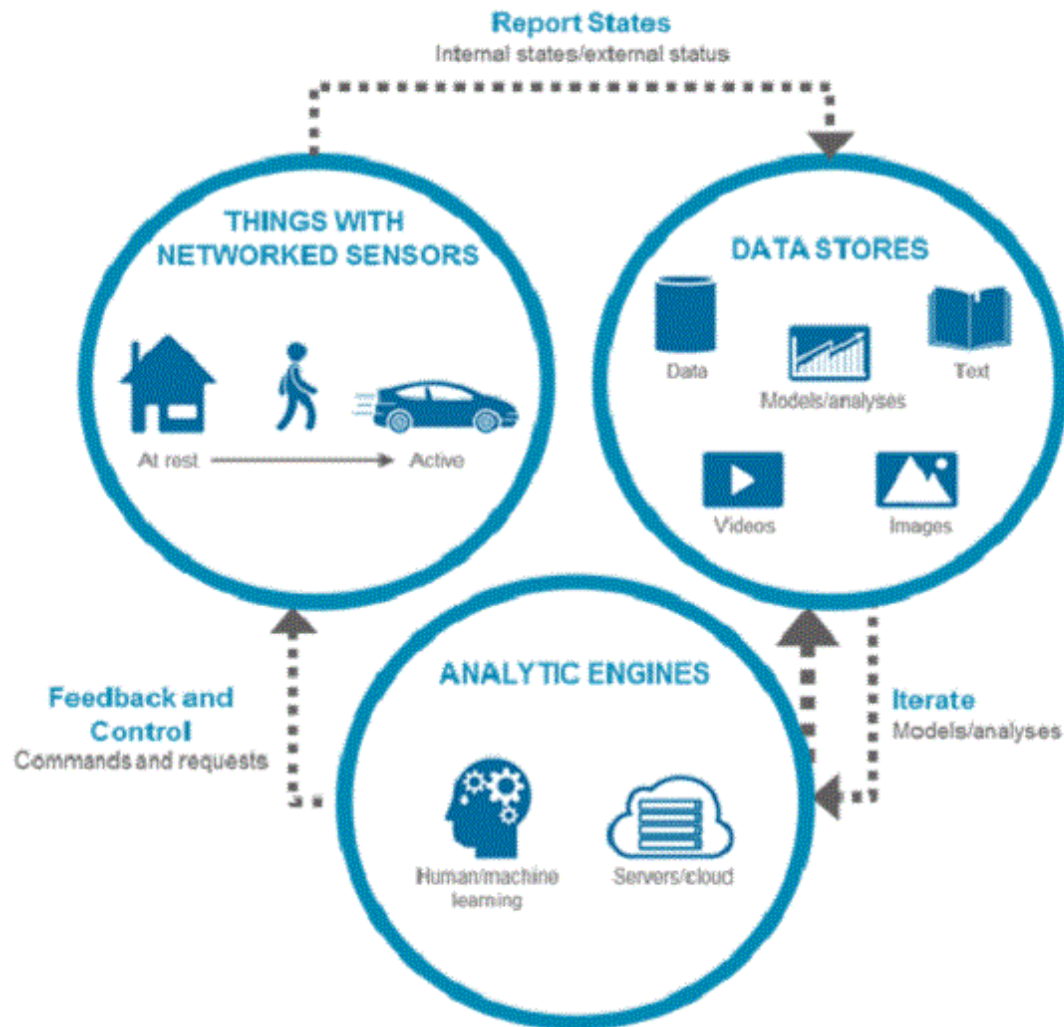 Report States
Internal states/external status
THINGS WITH
NETWORKED SENSORS
At rest
Active
DATA STORES
Data
Models/analyses
Text
Videos
Images
Feedback and
Control
Commands and requests
ANALYTIC ENGINES
Human/machine
learning
Servers/cloud
Iterate
Models/analyses